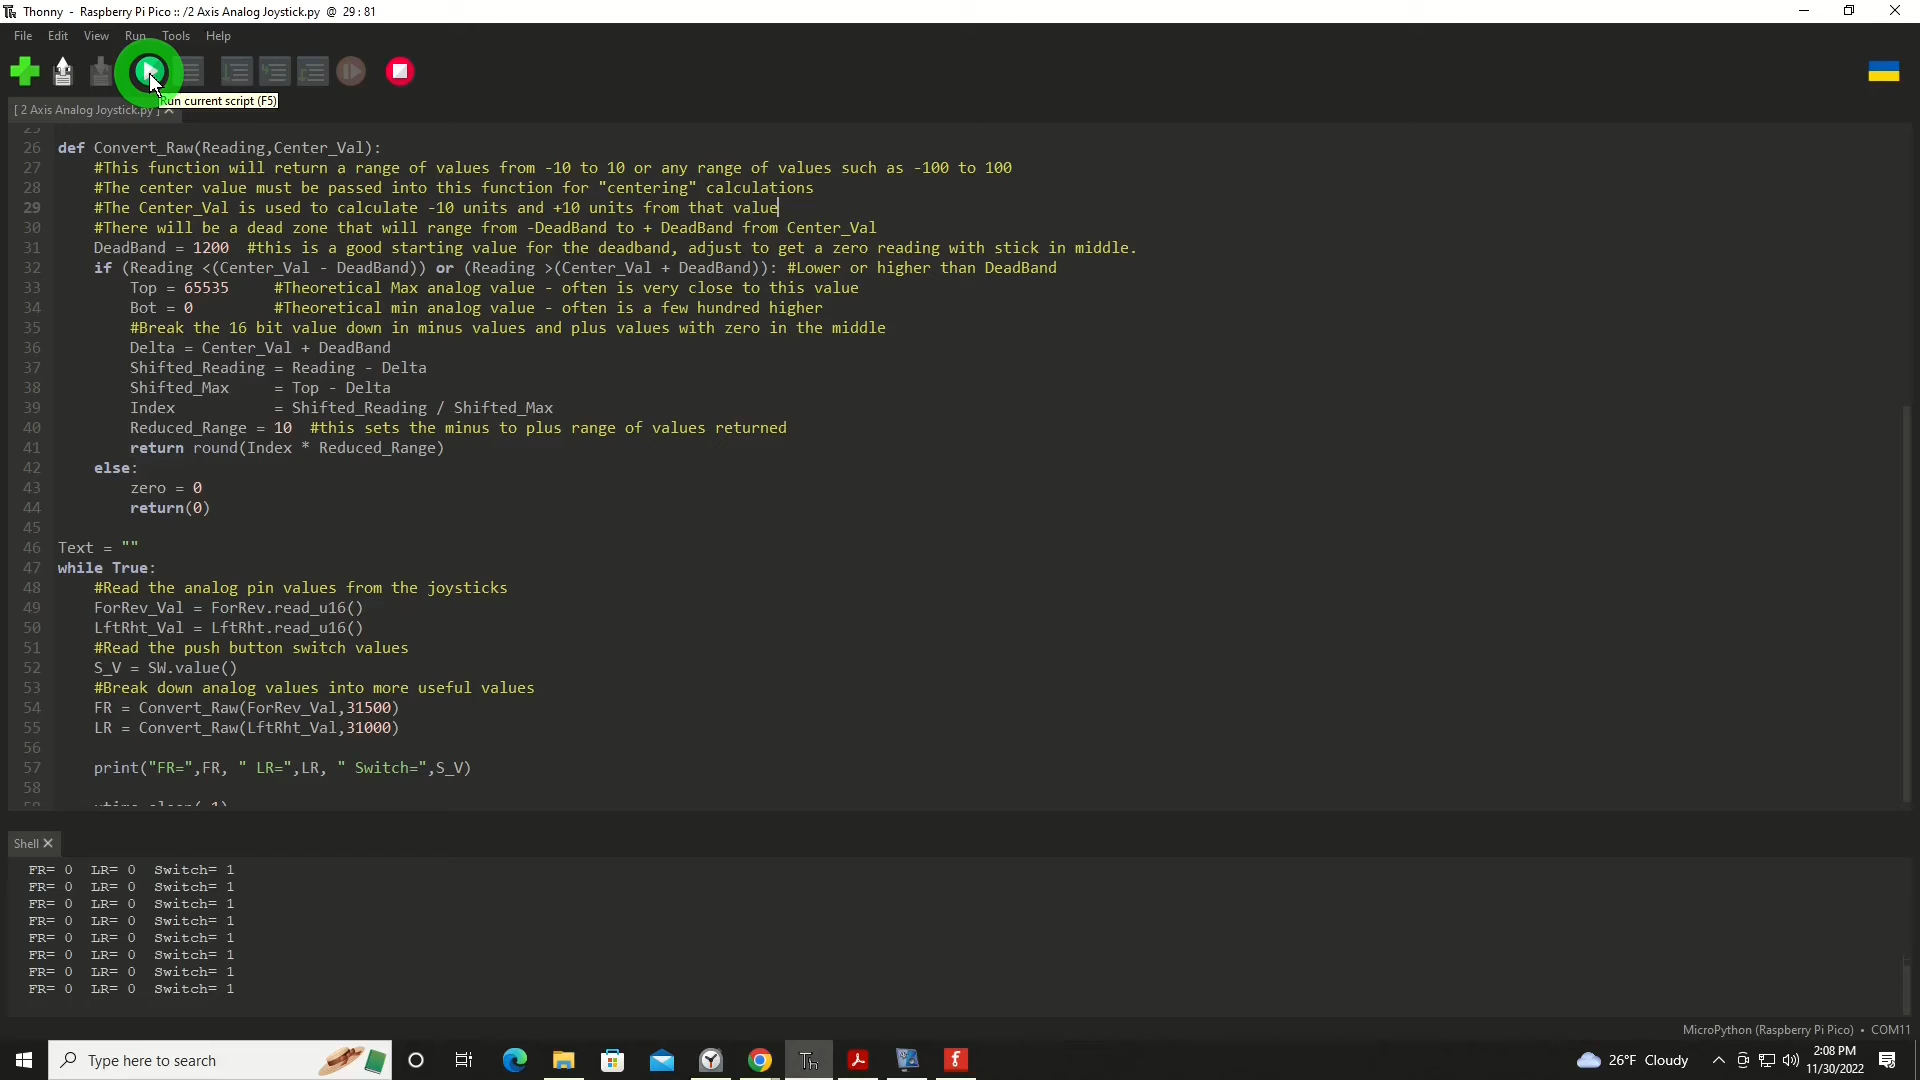 Thonny - Raspberry Pi Pico :: /2 Axis Analog Joystick.py @ 29 : 81
File Edit View Run Tools Help
Run current script (F5)
[ 2 Axis Analog Joystick.py ]
25
26 def Convert_Raw(Reading,Center_Val):
27 #This function will return a range of values from -10 to 10 or any range of values such as -100 to 100
28 #The center value must be passed into this function for "centering" calculations
29 #The Center_Val is used to calculate -10 units and +10 units from that value
30 #There will be a dead zone that will range from -DeadBand to + DeadBand from Center_Val
31 DeadBand = 1200 #this is a good starting value for the deadband, adjust to get a zero reading with stick in middle.
32 if (Reading <(Center_Val - DeadBand)) or (Reading >(Center_Val + DeadBand)): #Lower or higher than DeadBand
33 Top = 65535 #Theoretical Max analog value - often is very close to this value
34 Bot = 0 #Theoretical min analog value - often is a few hundred higher
35 #Break the 16 bit value down in minus values and plus values with zero in the middle
36 Delta = Center_Val + DeadBand
37 Shifted_Reading = Reading - Delta
38 Shifted_Max = Top - Delta
39 Index = Shifted_Reading / Shifted_Max
40 Reduced_Range = 10 #this sets the minus to plus range of values returned
41 return round(Index * Reduced_Range)
42 else:
43 zero = 0
44 return(0)
45
46 Text = ""
47 while True:
48 #Read the analog pin values from the joysticks
49 ForRev_Val = ForRev.read_u16()
50 LftRht_Val = LftRht.read_u16()
51 #Read the push button switch values
52 S_V = SW.value()
53 #Break down analog values into more useful values
54 FR = Convert_Raw(ForRev_Val,31500)
55 LR = Convert_Raw(LftRht_Val,31000)
56
57 print("FR=",FR, " LR=",LR, " Switch=",S_V)
58
59 utime.sleep(.1)
Shell
FR= 0 LR= 0 Switch= 1
FR= 0 LR= 0 Switch= 1
FR= 0 LR= 0 Switch= 1
FR= 0 LR= 0 Switch= 1
FR= 0 LR= 0 Switch= 1
FR= 0 LR= 0 Switch= 1
FR= 0 LR= 0 Switch= 1
FR= 0 LR= 0 Switch= 1
MicroPython (Raspberry Pi Pico) • COM11
Type here to search
Th
26°F Cloudy
2:08 PM
11/30/2022